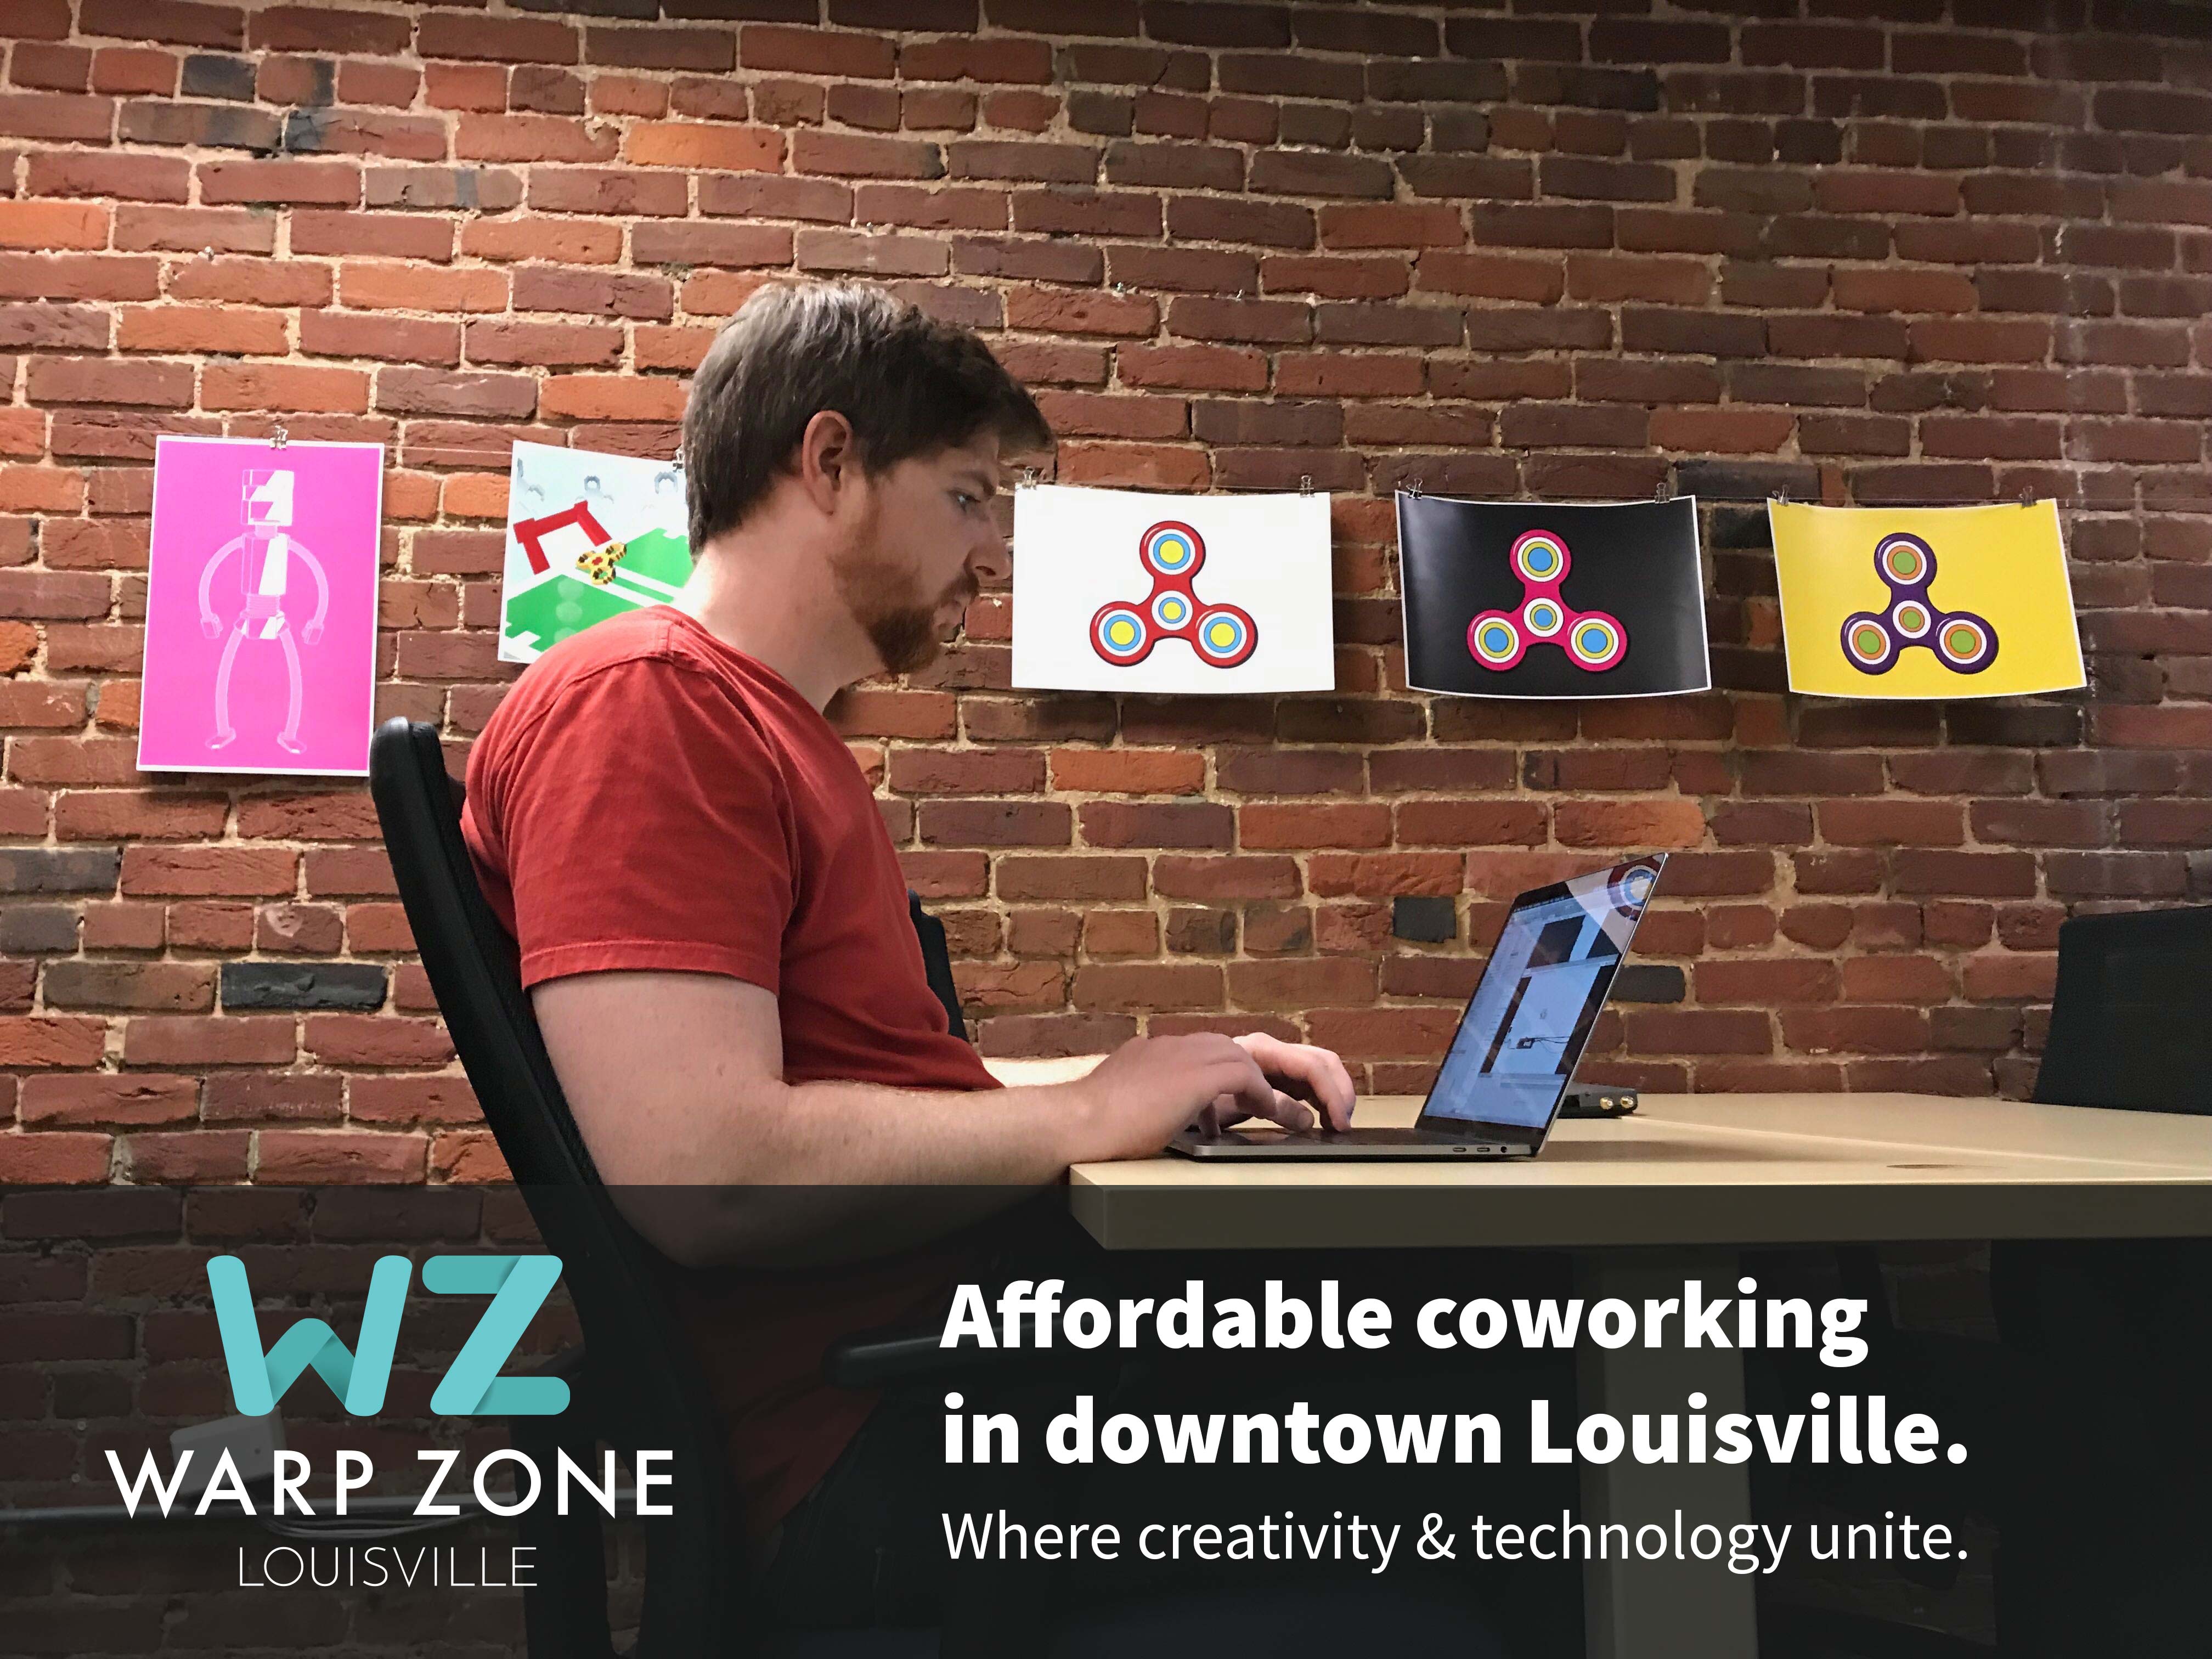 WZ
WARP ZONE
LOUISVILLE
Affordable coworking
in downtown Louisville.
Where creativity & technology unite.